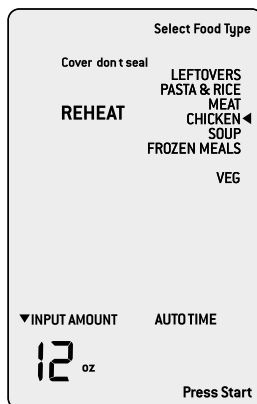 Select Food Type
Cover don t seal
LEFTOVERS
PASTA & RICE
MEAT
REHEAT
CHICKEN◀
SOUP
FROZEN MEALS
VEG
▼INPUT AMOUNT AUTO TIME
12 oz
Press Start